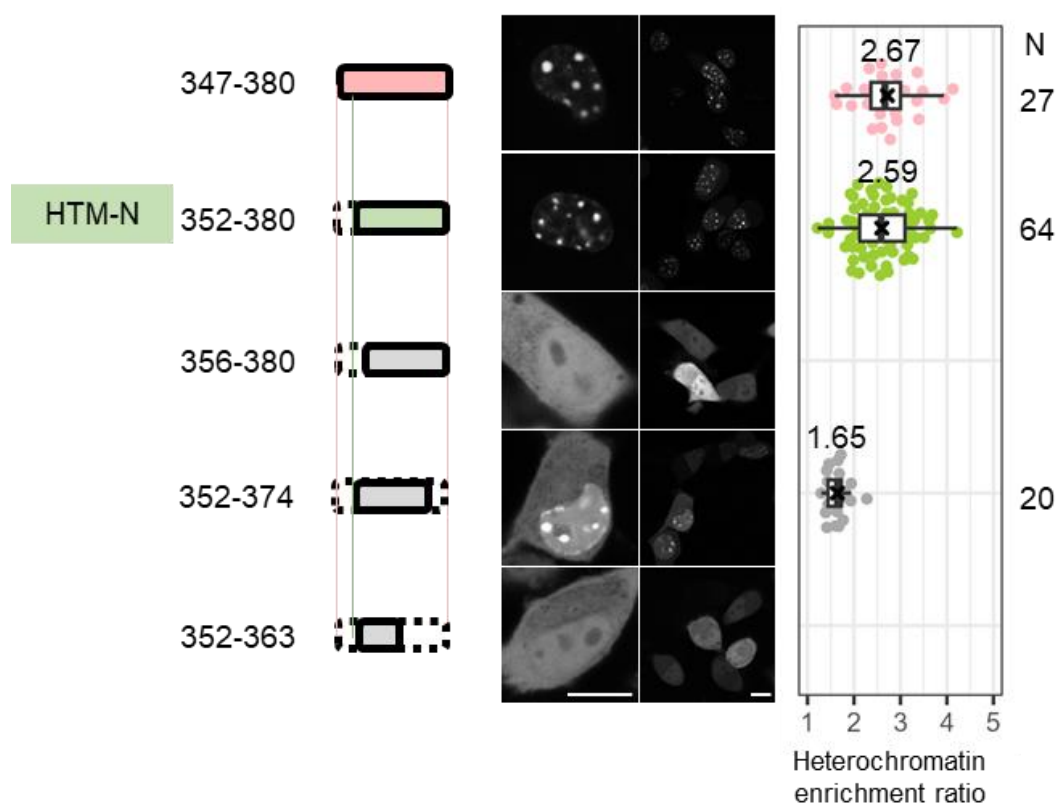 N
347-380
2.67
27
HTM-N
352-380
2.59
64
356-380
352-374
1.65
20
352-363
1 2 3 4 5
Heterochromatin
enrichment ratio